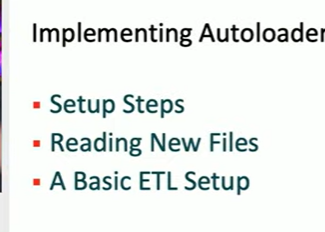 Implementing Autoloader
Setup Steps
Reading New Files
A Basic ETL Setup